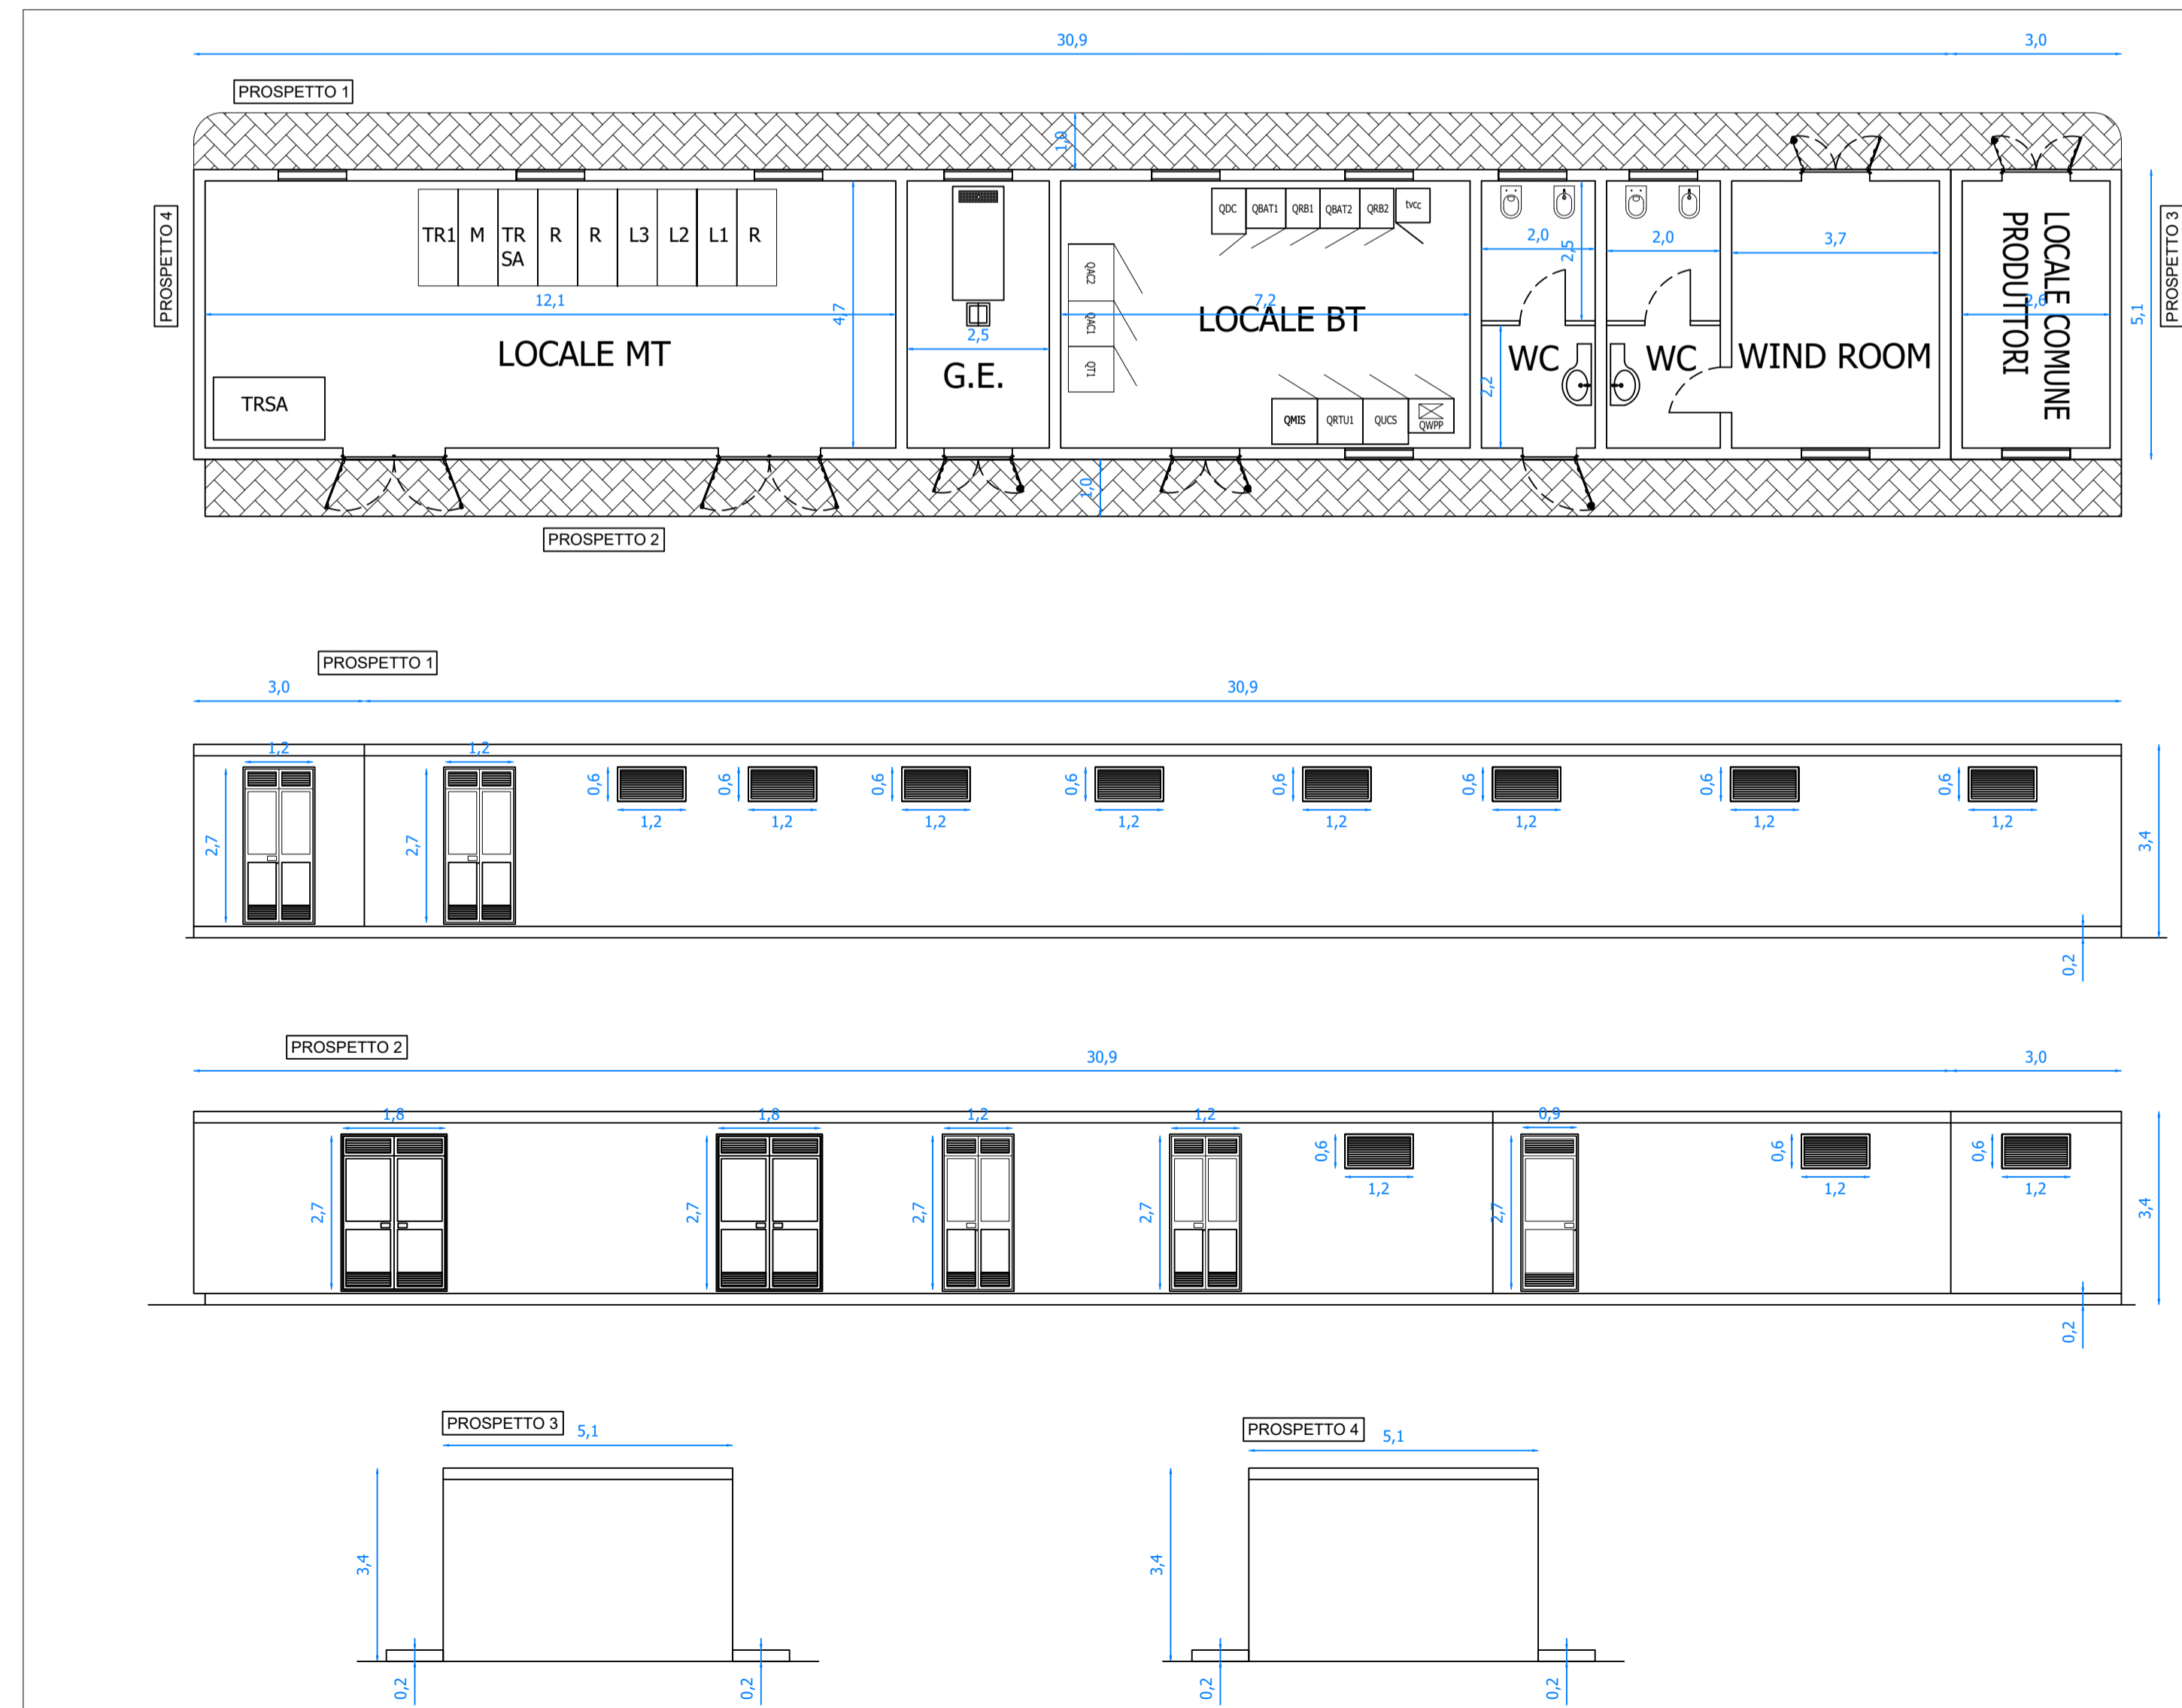 30,9
3,0
PROSPETTO 1
1,0
PROSPETTO 4
PROSPETTO 3
TR1
M
TR
SA
R
R
L3
L2
L1
R
12,1
4,7
LOCALE MT
TRSA
2,5
G.E.
QDC
QBAT1
QRB1
QBAT2
QRB2
tvcc
QAC2
QAC1
QT1
7,2
LOCALE BT
QMIS
QRTU1
QUCS
QWPP
2,0
2,5
2,2
WC
2,0
WC
3,7
WIND ROOM
LOCALE COMUNE
PRODUTTORI
2,6
5,1
1,0
PROSPETTO 2
PROSPETTO 1
3,0
30,9
1,2
1,2
2,7
2,7
0,6
0,6
0,6
0,6
0,6
0,6
0,6
0,6
1,2
1,2
1,2
1,2
1,2
1,2
1,2
1,2
3,4
0,2
PROSPETTO 2
30,9
3,0
1,8
1,8
1,2
1,2
0,9
2,7
2,7
2,7
2,7
0,6
1,2
2,7
0,6
1,2
0,6
1,2
3,4
0,2
PROSPETTO 3
5,1
3,4
0,2
0,2
PROSPETTO 4
5,1
3,4
0,2
0,2